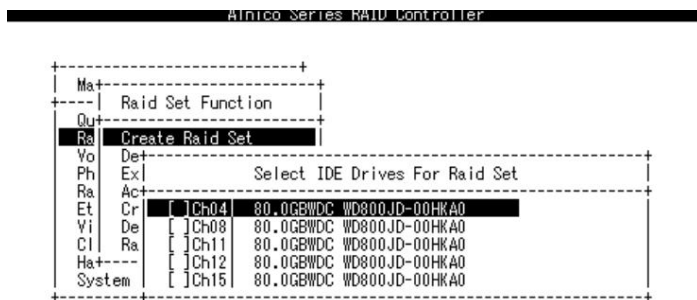 Alnico Series RAID Controller
Ma
Raid Set Function
Qu
Ra Create Raid Set
Vo De
Ph Ex Select IDE Drives For Raid Set
Ra Ac
Et Cr [ ]Ch04 80.0GBWDC WD800JD-00HKA0
Vi De [ ]Ch08 80.0GBWDC WD800JD-00HKA0
Cl Ra [ ]Ch11 80.0GBWDC WD800JD-00HKA0
Ha [ ]Ch12 80.0GBWDC WD800JD-00HKA0
System [ ]Ch15 80.0GBWDC WD800JD-00HKA0